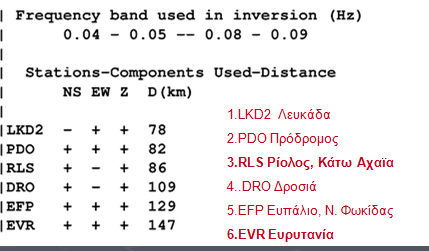 | Frequency band used in inversion (Hz)
| 0.04 - 0.05 -- 0.08 - 0.09
|
| Stations-Components Used-Distance
| NS EW Z D(km)
|
|LKD2 - + + 78
|PDO + + + 82
|RLS + - + 86
|DRO + - + 109
|EFP + + + 129
|EVR + + + 147
1.LKD2 Λευκάδα
2.PDO Πρόδρομος
3.RLS Ρίολος, Κάτω Αχαϊα
4..DRO Δροσιά
5.EFP Ευπάλιο, Ν. Φωκίδας
6.EVR Ευρυτανία